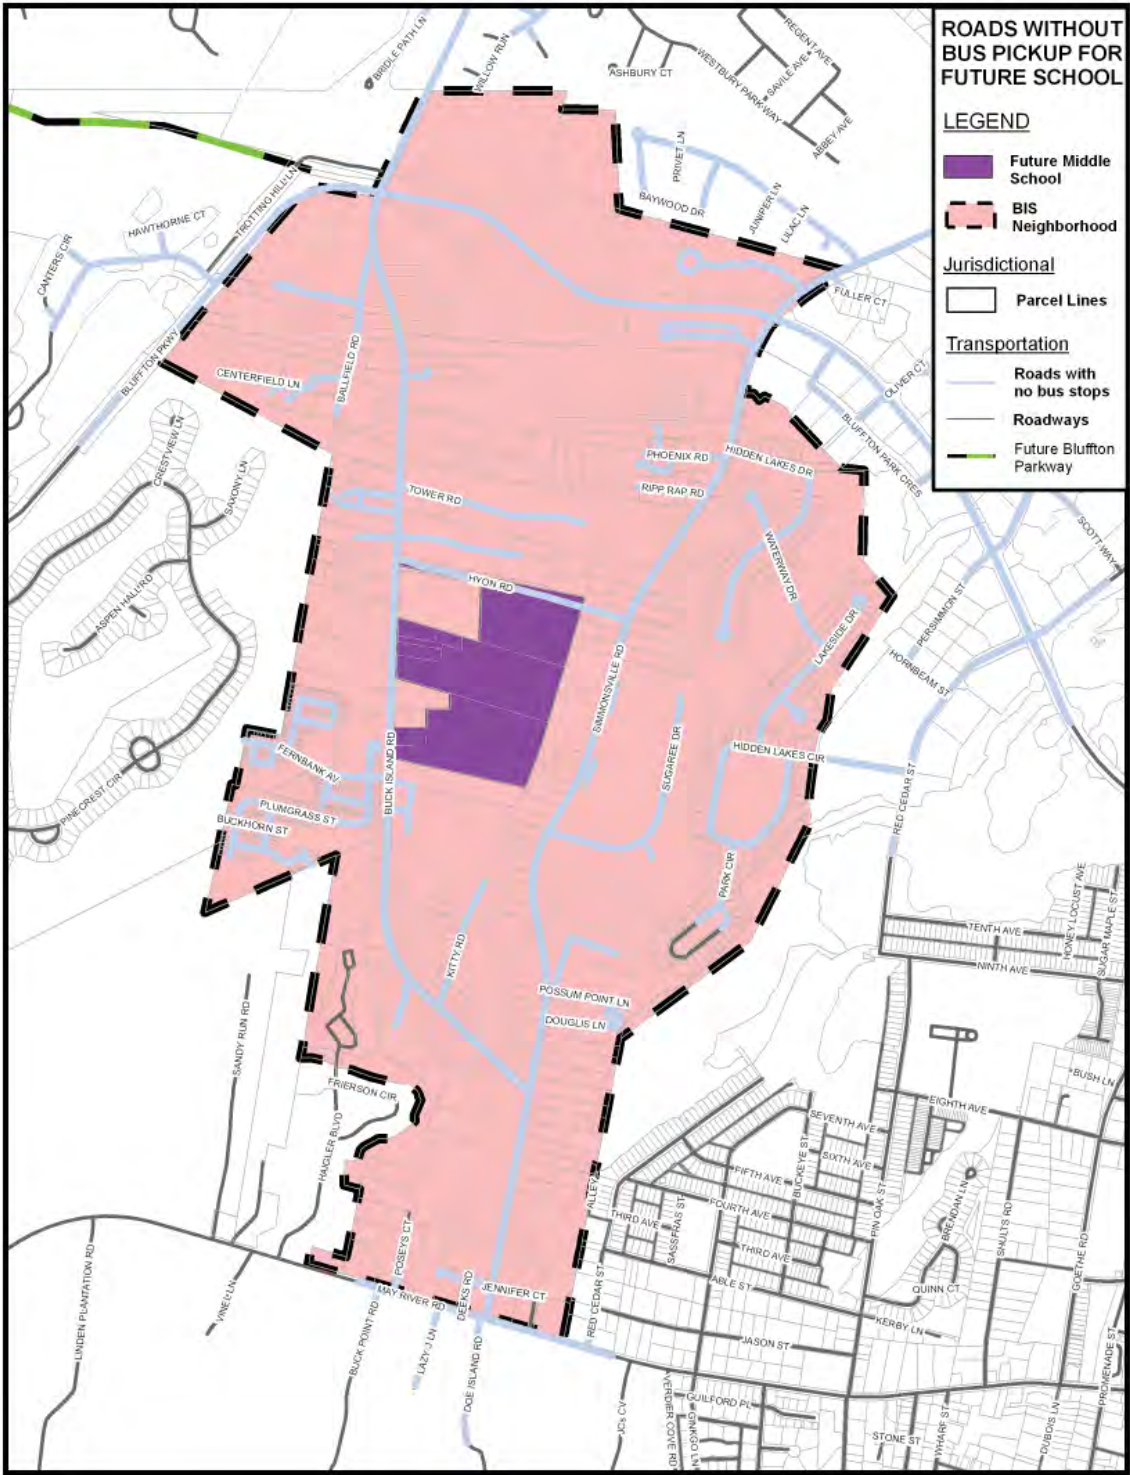 ROADS WITHOUT
BUS PICKUP FOR
FUTURE SCHOOL
LEGEND
Future Middle
School
BIS
Neighborhood
Jurisdictional
Parcel Lines
Transportation
Roads with
no bus stops
Roadways
Future Bluffton
Parkway
BRIDLE PATH LN
WILLOW RUN
ASHBURY CT
WESTBURY PARK WAY
REGENT AVE
SAVILE AVE
ABBEY AVE
PRIVET LN
BAYWOOD DR
JUNIPER LN
LILAC LN
TROTTING HILL LN
HAWTHORNE CT
CANTERS CIR
BLUFFTON PKWY
FULLER CT
OLIVER CT
BLUFFTON PARK CRES
CENTERFIELD LN
BALLFIELD RD
CRESTVIEW LN
SAXONY LN
PHOENIX RD
HIDDEN LAKES DR
RIPP RAP RD
TOWER RD
SCOTT WAY
WATERWAY DR
HYON RD
ASPEN HALL RD
PERSIMMON ST
LAKESIDE DR
HORNBEAM ST
SIMMONSVILLE RD
SUGAREE DR
HIDDEN LAKES CIR
BUCK ISLAND RD
FERNBANK AV
PLUMGRASS ST
BUCKHORN ST
PINECREST CIR
RED CEDAR ST
PARK CIR
KITTY RD
HONEY LOCUST AVE
SUGAR MAPLE ST
TENTH AVE
NINTH AVE
POSSUM POINT LN
DOUGLIS LN
SANDY RUN RD
FRIERSON CIR
HAIGLER BLVD
BUSH LN
EIGHTH AVE
SEVENTH AVE
SIXTH AVE
BUCKEYE ST
FIFTH AVE
FOURTH AVE
THIRD AVE
SASSFRAS ST
THIRD AVE
PIN OAK ST
BRENDAN LN
SHULTS RD
GOETHE RD
ALLEY
ABLE ST
QUINN CT
KERBY LN
JASON ST
RED CEDAR ST
POSEYS CT
DEEKS RD
JENNIFER CT
MAY RIVER RD
LINDEN PLANTATION RD
VINEL LN
BUCK POINT RD
LAZY J LN
DOE ISLAND RD
JCs CV
VERDIER COVE RD
GINKGO LN
GUILFORD PL
STONE ST
WHARF ST
DUBOIS LN
PROMENADE ST